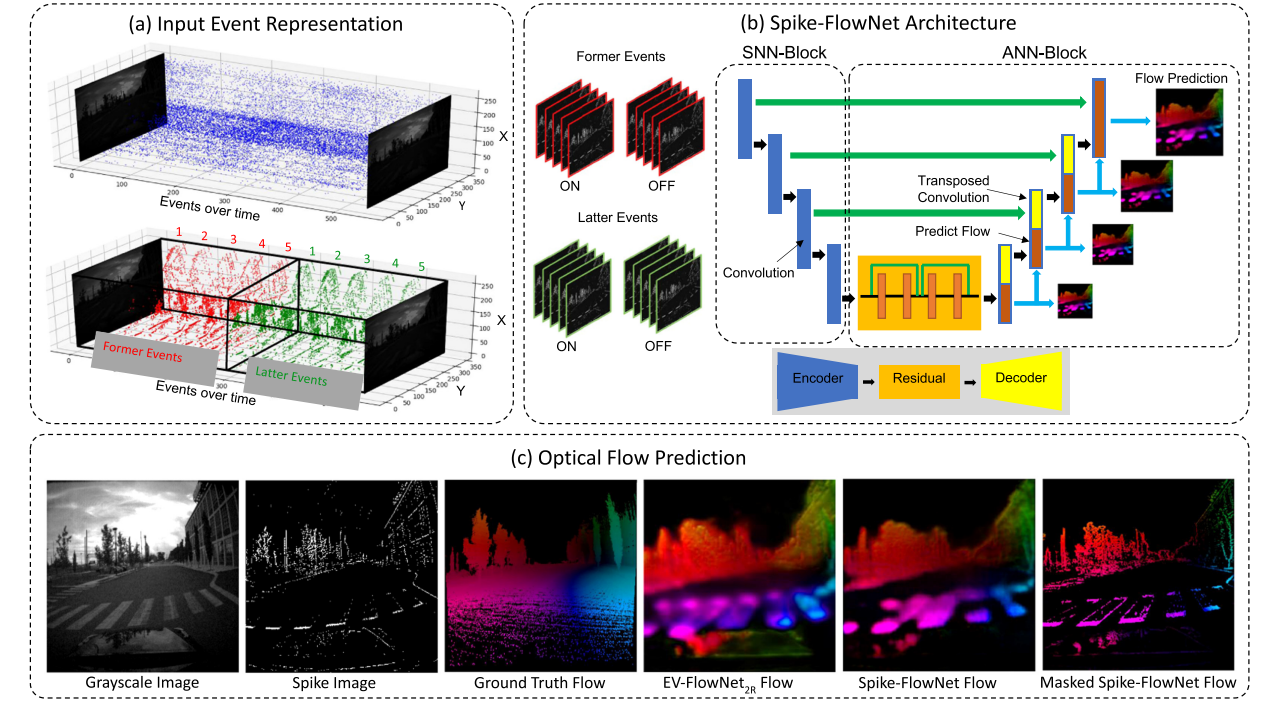 (a) Input Event Representation
0
100
200
300
400
500
Events over time
0 50 100 150 200 250 300 350
Y
0
50
100
150
200
250
X
1 2 3 4 5 1 2 3 4 5
Former Events
Latter Events
0
300
Events over time
0 50 100 150 200 250 300 350
Y
0
50
100
150
200
250
X
(b) Spike-FlowNet Architecture
SNN-Block
ANN-Block
Former Events
ON OFF
Latter Events
ON OFF
Flow Prediction
Transposed
Convolution
Predict Flow
Convolution
Encoder
Residual
Decoder
(c) Optical Flow Prediction
Grayscale Image
Spike Image
Ground Truth Flow
EV-FlowNet2R Flow
Spike-FlowNet Flow
Masked Spike-FlowNet Flow